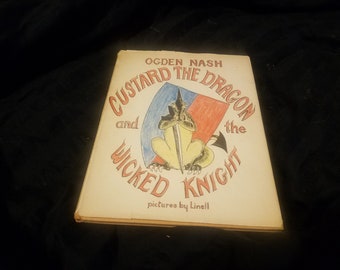 OGDEN NASH
CUSTARD THE DRAGON
and the
WICKED KNIGHT
pictures by Linell